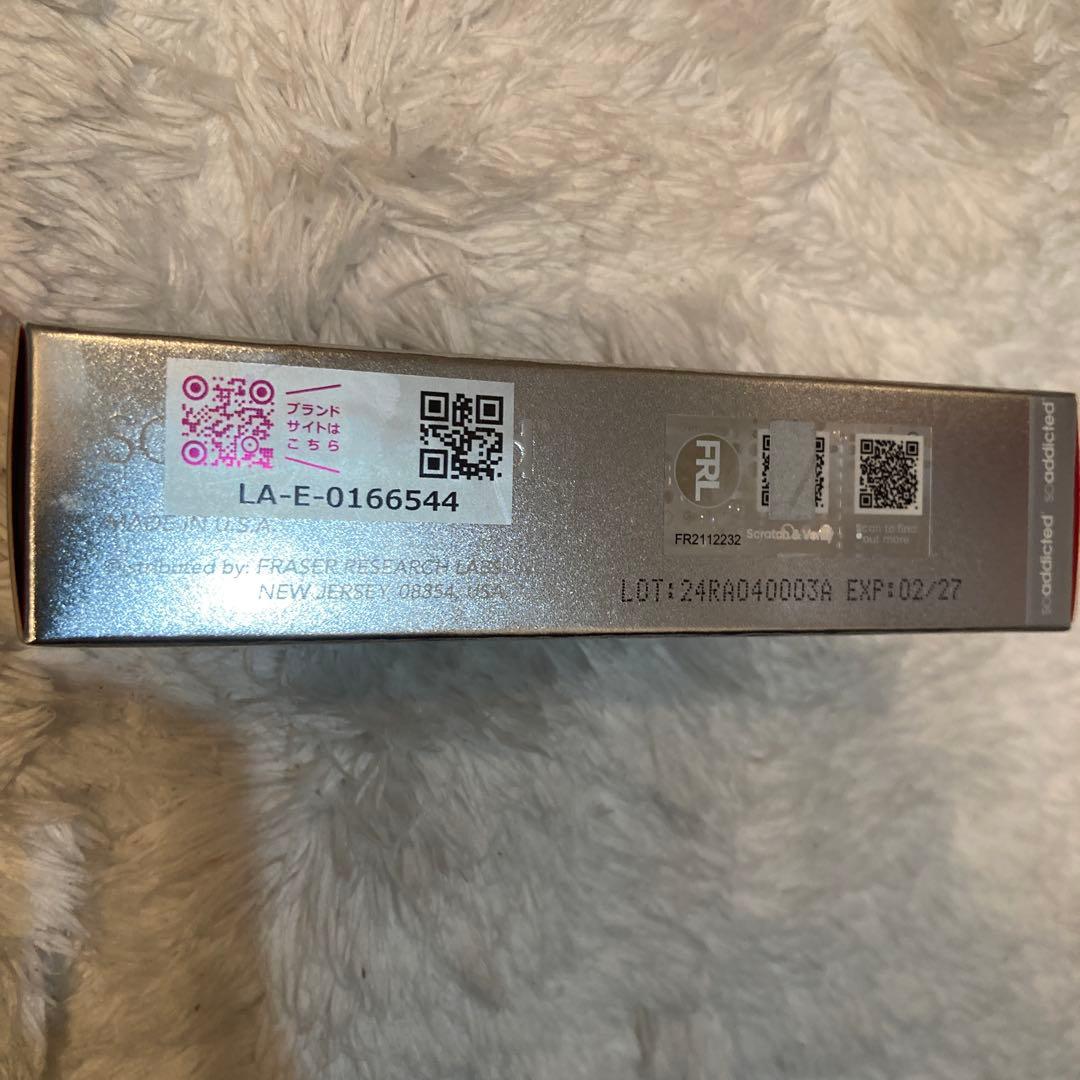 ブランド
サイトは
こちら
LA-E-0166544
MADE IN U.S.A
Distributed by: FRASER RESEARCH LABS
NEW JERSEY 08354, USA
FRL
FR2112232
Scratch & Verify
Scan to find
out more
LOT:24RA040003A EXP:02/27
scaddicted scaddicted